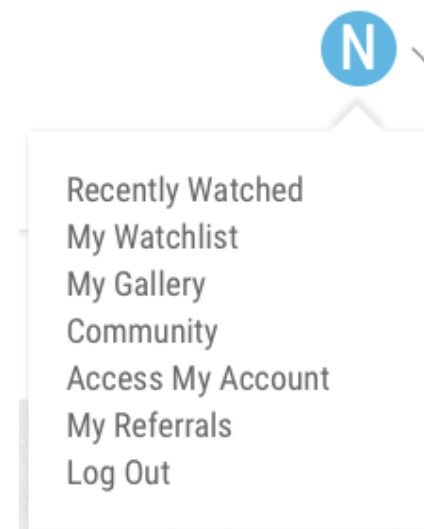 N
Recently Watched
My Watchlist
My Gallery
Community
Access My Account
My Referrals
Log Out